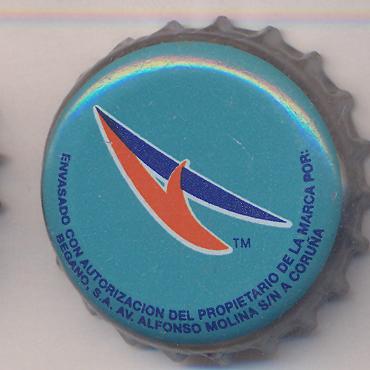 TM
ENVASADO CON AUTORIZACION DEL PROPIETARIO DE LA MARCA POR:
BEGANO, S.A. AV. ALFONSO MOLINA S/N A CORUÑA